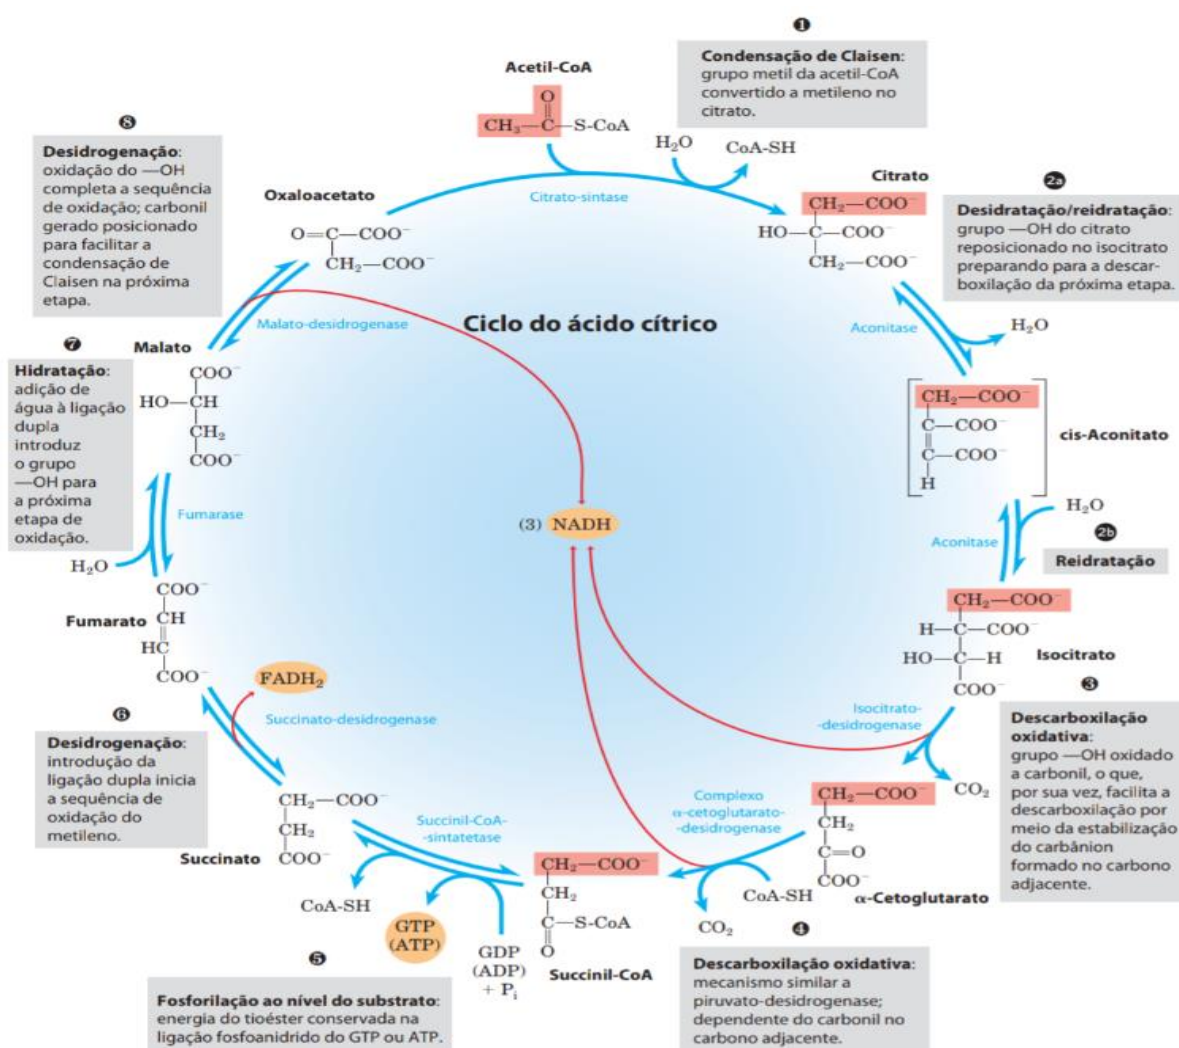 ❶
Condensação de Claisen:
grupo metil da acetil-CoA
convertido a metileno no
citrato.
Acetil-CoA
O
CH₃—C—S-CoA
H₂O
CoA-SH
Citrato-sintase
Citrato
CH₂—COO⁻
HO—C—COO⁻
CH₂—COO⁻
2a
Desidratação/reidratação:
grupo —OH do citrato
reposicionado no isocitrato
preparando para a descar-
boxilação da próxima etapa.
Aconitase
H₂O
CH₂—COO⁻
C—COO⁻
C—COO⁻
H
cis-Aconitato
H₂O
Aconitase
2b
Reidratação
CH₂—COO⁻
H—C—COO⁻
HO—C—H
COO⁻
Isocitrato
❸
Descarboxilação
oxidativa:
grupo —OH oxidado
a carbonil, o que,
por sua vez, facilita a
descarboxilação por
meio da estabilização
do carbânion
formado no carbono
adjacente.
Isocitrato-
-desidrogenase
CO₂
CH₂—COO⁻
CH₂
C=O
COO⁻
α-Cetoglutarato
Complexo
α-cetoglutarato-
-desidrogenase
CoA-SH
CO₂
❹
Descarboxilação oxidativa:
mecanismo similar a
piruvato-desidrogenase;
dependente do carbonil no
carbono adjacente.
CH₂—COO⁻
CH₂
C—S-CoA
O
Succinil-CoA
Succinil-CoA-
-sintatetase
GDP
(ADP)
+ Pᵢ
GTP
(ATP)
CoA-SH
❺
Fosforilação ao nível do substrato:
energia do tioéster conservada na
ligação fosfoanidrido do GTP ou ATP.
CH₂—COO⁻
CH₂
COO⁻
Succinato
❻
Desidrogenação:
introdução da
ligação dupla inicia
a sequência de
oxidação do
metileno.
Succinato-desidrogenase
FADH₂
COO⁻
CH
HC
COO⁻
Fumarato
H₂O
Fumarase
❼
Hidratação:
adição de
água à ligação
dupla
introduz
o grupo
—OH para
a próxima
etapa de
oxidação.
Malato
COO⁻
HO—CH
CH₂
COO⁻
Malato-desidrogenase
❽
Desidrogenação:
oxidação do —OH
completa a sequência
de oxidação; carbonil
gerado posicionado
para facilitar a
condensação de
Claisen na próxima
etapa.
Oxaloacetato
O=C—COO⁻
CH₂—COO⁻
Ciclo do ácido cítrico
(3) NADH